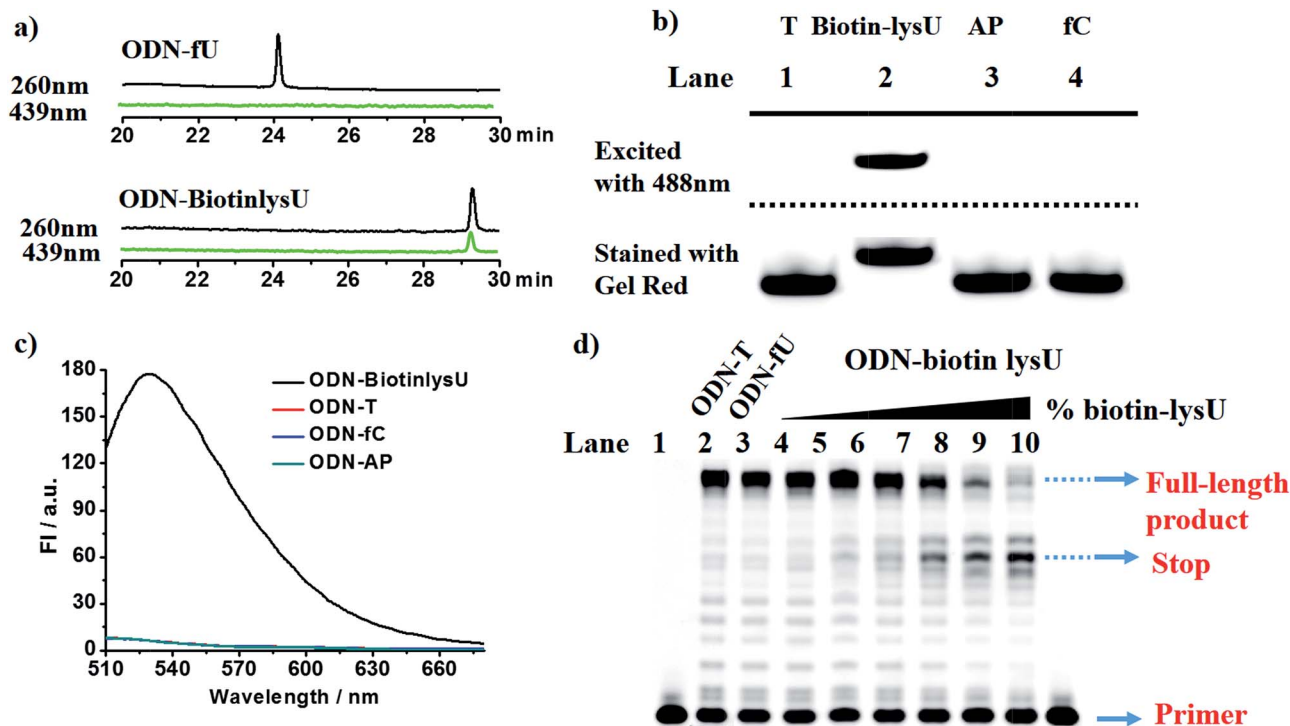 a)
ODN-fU
260nm
439nm
20 22 24 26 28 30 min
ODN-BiotinlysU
260nm
439nm
20 22 24 26 28 30 min
b)
T Biotin-lysU AP fC
Lane 1 2 3 4
Excited
with 488nm
Stained with
Gel Red
c)
180
150
120
90
60
30
0
FI / a.u.
ODN-BiotinlysU
ODN-T
ODN-fC
ODN-AP
510 540 570 600 630 660
Wavelength / nm
d)
ODN-T
ODN-fU
ODN-biotin lysU
% biotin-lysU
Lane 1 2 3 4 5 6 7 8 9 10
Full-length
product
Stop
Primer